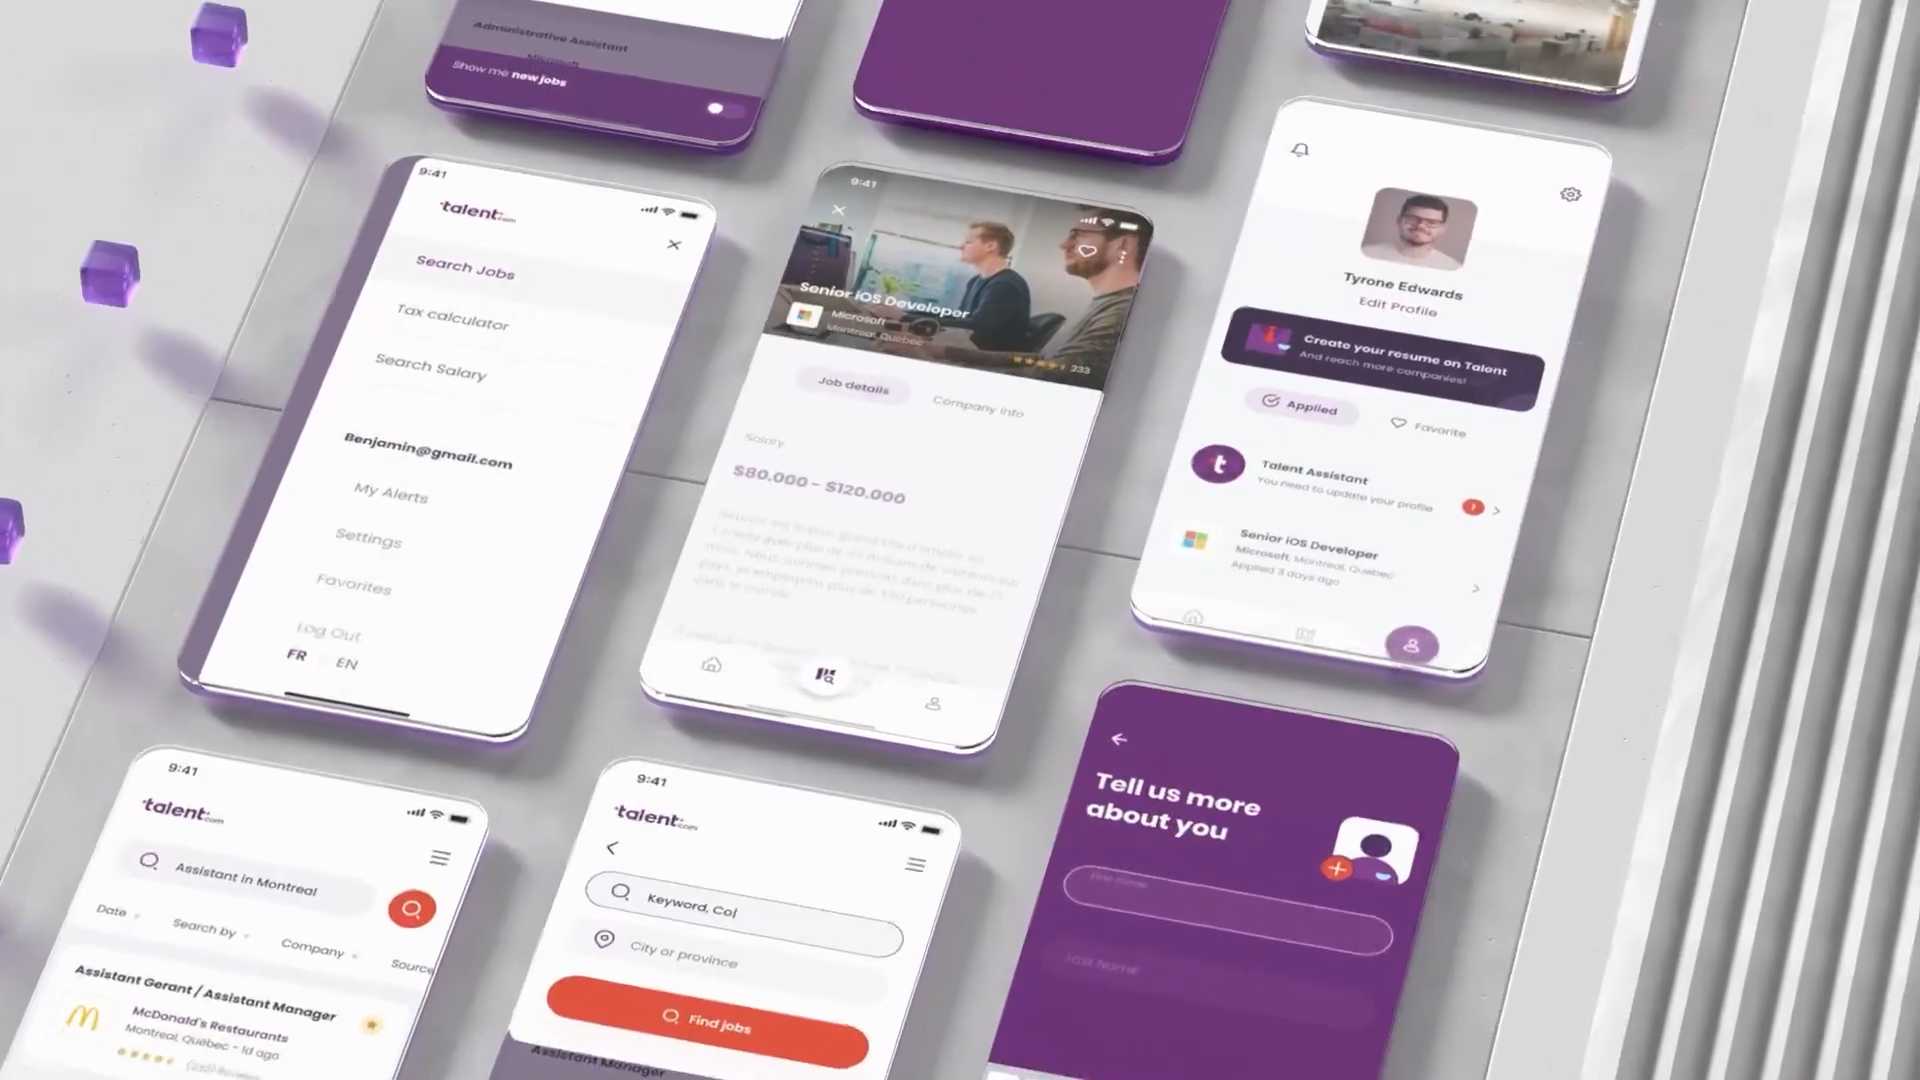 Administrative Assistant
Show me new jobs
9:41
talent.com
Search Jobs
Tax calculator
Search Salary
Benjamin@gmail.com
My Alerts
Settings
Favorites
Log Out
FR EN
9:41
Senior iOS Developer
Microsoft
Montreal, Quebec
233
Job details Company info
Salary
$80.000 - $120.000
Tyrone Edwards
Edit Profile
Create your resume on Talent
And reach more companies!
Applied Favorite
t
Talent Assistant
You need to update your profile
Senior iOS Developer
Microsoft, Montreal, Quebec
Applied 3 days ago
9:41
talent.com
Assistant in Montreal
Date Search by Company Source
Assistant Gerant / Assistant Manager
McDonald's Restaurants
Montreal, Québec - 1d ago
9:41
talent.com
Keyword, Co
City or province
Find jobs
Assistant Manager
Tell us more
about you
Last Name